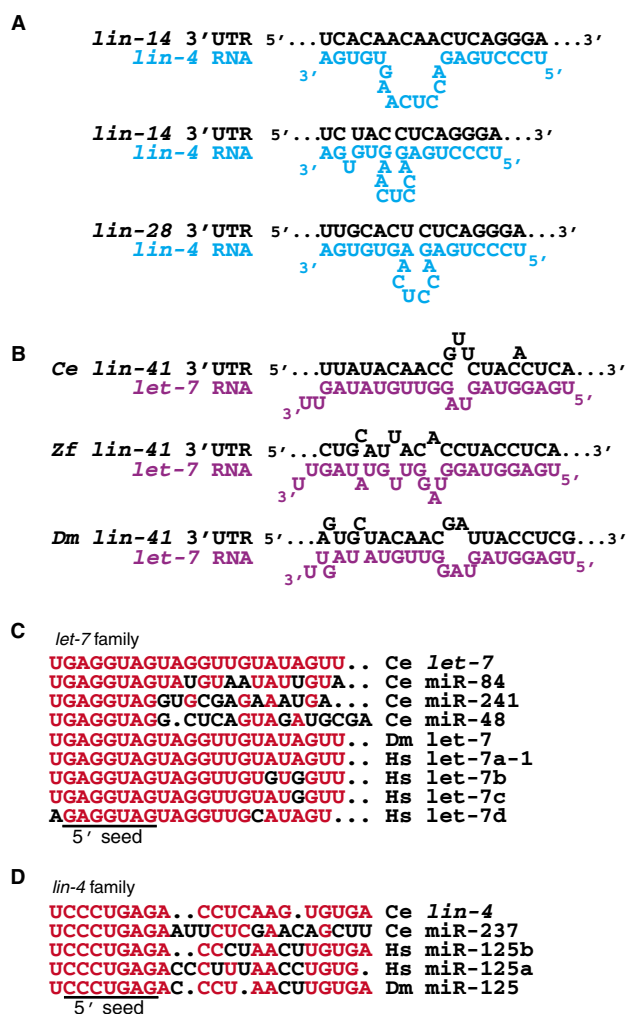 A
lin-14 3'UTR 5'...UCACAACAACUCAGGGA...3'
lin-4 RNA AGUGU GAGUCCCU
3' G A 5'
A C
ACUC
lin-14 3'UTR 5'...UC UACCUCAGGGA...3'
lin-4 RNA AG GUG GAGUCCCU
3' U A A 5'
A C
CUC
lin-28 3'UTR 5'...UUGCACU CUCAGGGA...3'
lin-4 RNA AGUGUGA GAGUCCCU
3' A A 5'
C C
UC
B
U
GU A
Ce lin-41 3'UTR 5'...UUAUACAACC CUACCUCA...3'
let-7 RNA GAUAUGUUGG GAUGGAGU
3'UU AU 5'
C U A
Zf lin-41 3'UTR 5'...CUG AU AC CCUACCUCA...3'
let-7 RNA UGAU UG UG GGAUGGAGU
3'U A U GU 5'
A
G C GA
Dm lin-41 3'UTR 5'...AUG UACAAC UUACCUCG...3'
let-7 RNA UAUAUGUUG GAUGGAGU
3'UG GAU 5'
C
let-7 family
UGAGGUAGUAGGUUGUAUAGUU.. Ce let-7
UGAGGUAGUAUGUAAUAUUGUA.. Ce miR-84
UGAGGUAGGUGCGAGAAAUGA... Ce miR-241
UGAGGUAGG.CUCAGUAGAUGCGA Ce miR-48
UGAGGUAGUAGGUUGUAUAGUU.. Dm let-7
UGAGGUAGUAGGUUGUAUAGUU.. Hs let-7a-1
UGAGGUAGUAGGUUGUGUGGUU.. Hs let-7b
UGAGGUAGUAGGUUGUAUGGUU.. Hs let-7c
AGAGGUAGUAGGUUGCAUAGU... Hs let-7d
5' seed
D
lin-4 family
UCCCUGAGA..CCUCAAG.UGUGA Ce lin-4
UCCCUGAGAAUUCUCGAACAGCUU Ce miR-237
UCCCUGAGA..CCCUAACUUGUGA Hs miR-125b
UCCCUGAGACCCUUUAACCUGUG. Hs miR-125a
UCCCUGAGAC.CCU.AACUUGUGA Dm miR-125
5' seed